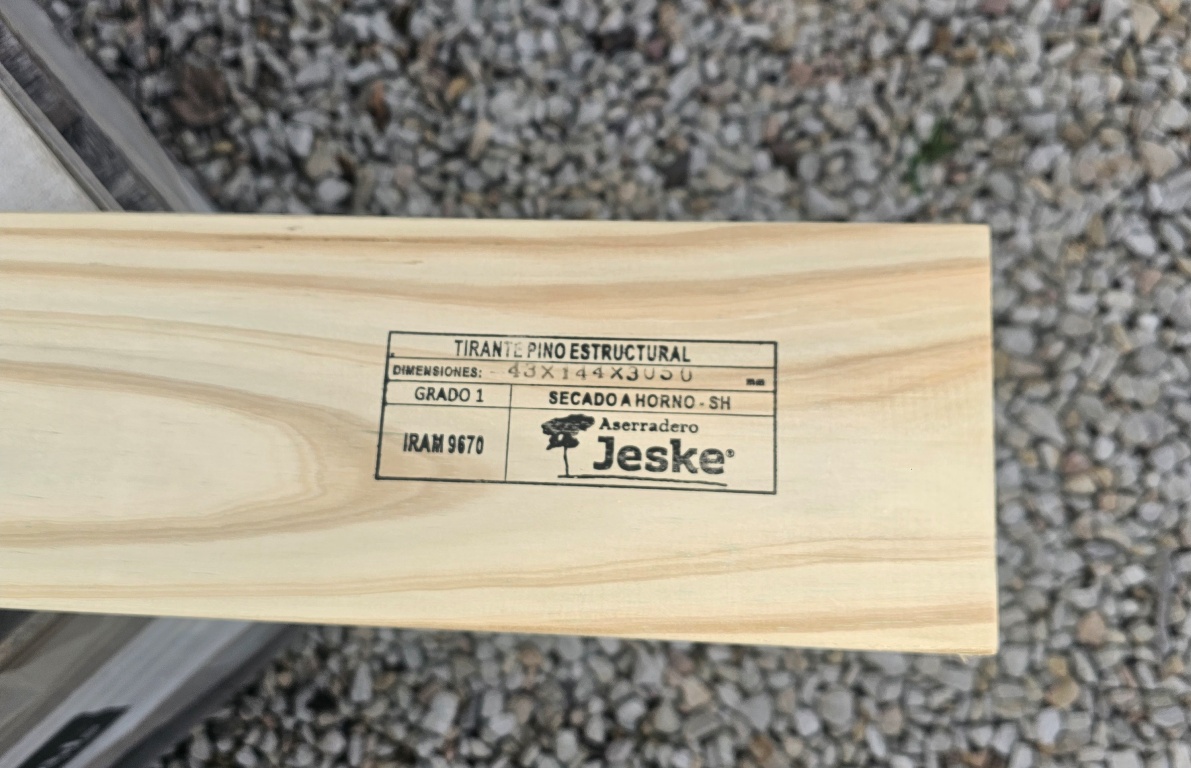 TIRANTE PINO ESTRUCTURAL
DIMENSIONES: 43X144X3050 mm
GRADO 1
SECADO A HORNO - SH
IRAM 9670
Aserradero
Jeske®